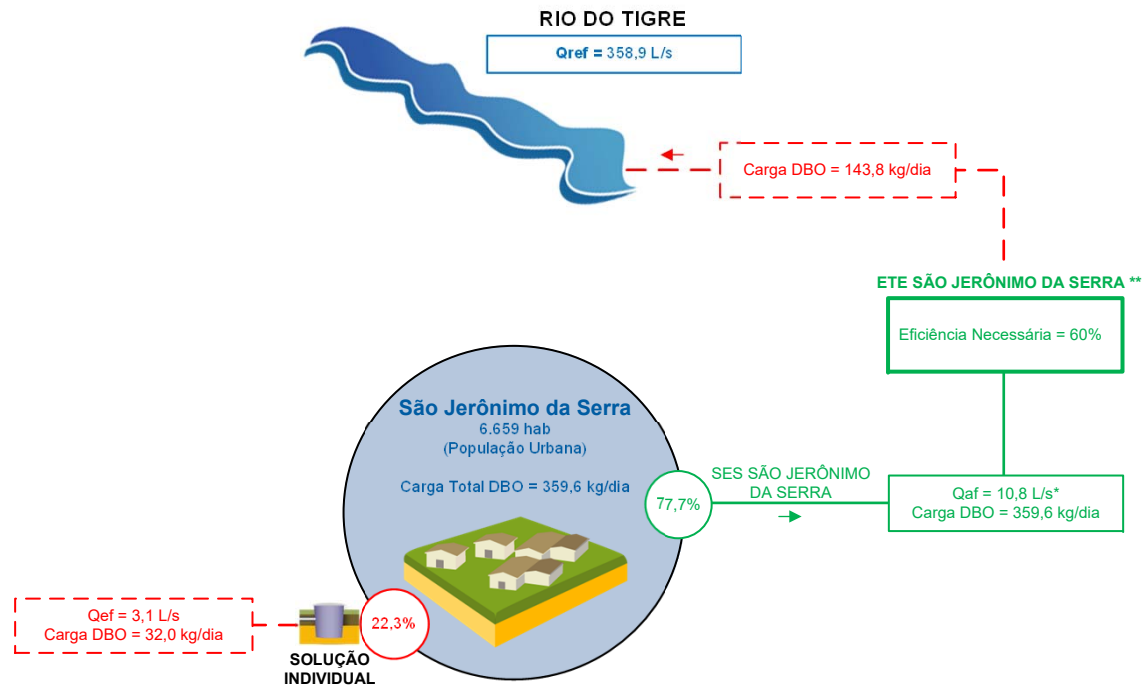 RIO DO TIGRE
Qref = 358,9 L/s
Carga DBO = 143,8 kg/dia
ETE SÃO JERÔNIMO DA SERRA **
Eficiência Necessária = 60%
São Jerônimo da Serra
6.659 hab
(População Urbana)
Carga Total DBO = 359,6 kg/dia
77,7%
SES SÃO JERÔNIMO
DA SERRA
Qaf = 10,8 L/s*
Carga DBO = 359,6 kg/dia
22,3%
Qef = 3,1 L/s
Carga DBO = 32,0 kg/dia
SOLUÇÃO
INDIVIDUAL